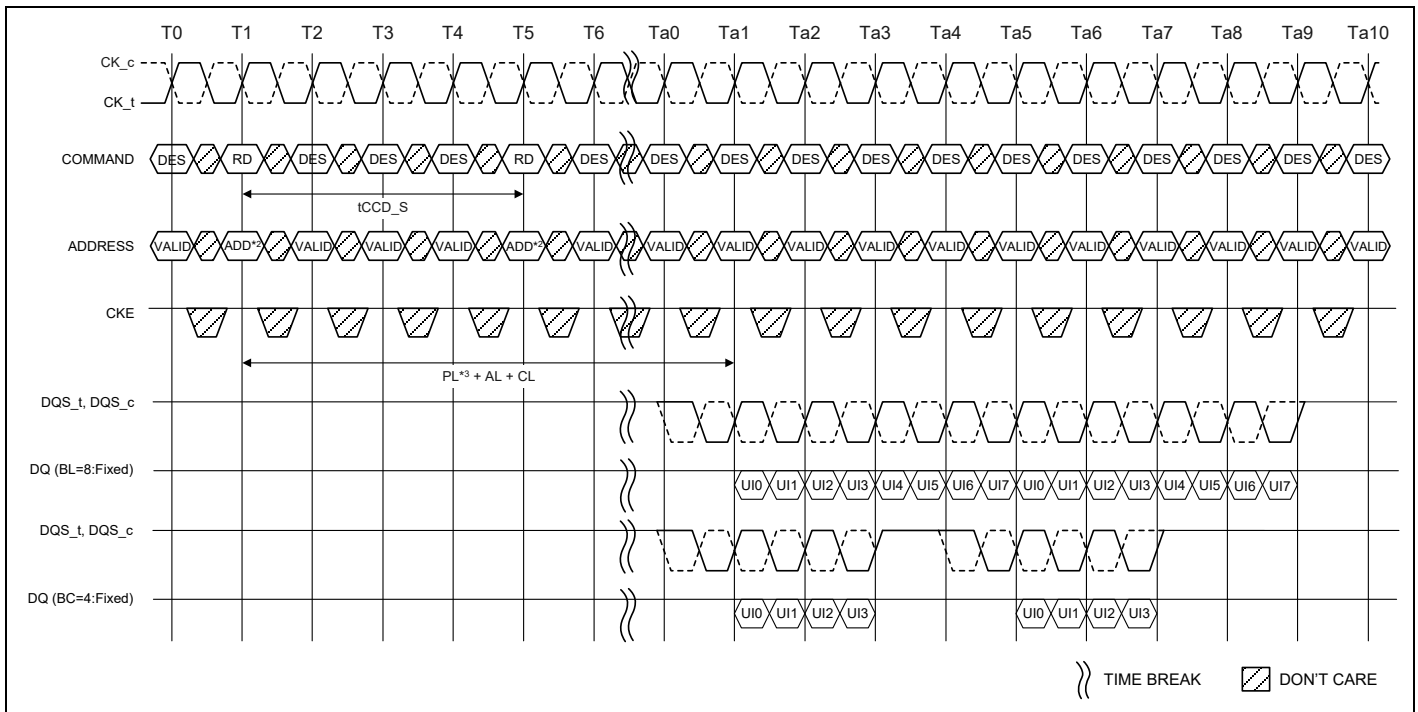 T0 T1 T2 T3 T4 T5 T6 Ta0 Ta1 Ta2 Ta3 Ta4 Ta5 Ta6 Ta7 Ta8 Ta9 Ta10
CK_c
CK_t
COMMAND DES RD DES DES DES RD DES DES DES DES DES DES DES DES DES DES DES DES
tCCD_S
ADDRESS VALID ADD*2 VALID VALID VALID ADD*2 VALID VALID VALID VALID VALID VALID VALID VALID VALID VALID VALID VALID
CKE
PL*3 + AL + CL
DQS_t, DQS_c
DQ (BL=8:Fixed) UI0 UI1 UI2 UI3 UI4 UI5 UI6 UI7 UI0 UI1 UI2 UI3 UI4 UI5 UI6 UI7
DQS_t, DQS_c
DQ (BC=4:Fixed) UI0 UI1 UI2 UI3 UI0 UI1 UI2 UI3
TIME BREAK DON'T CARE